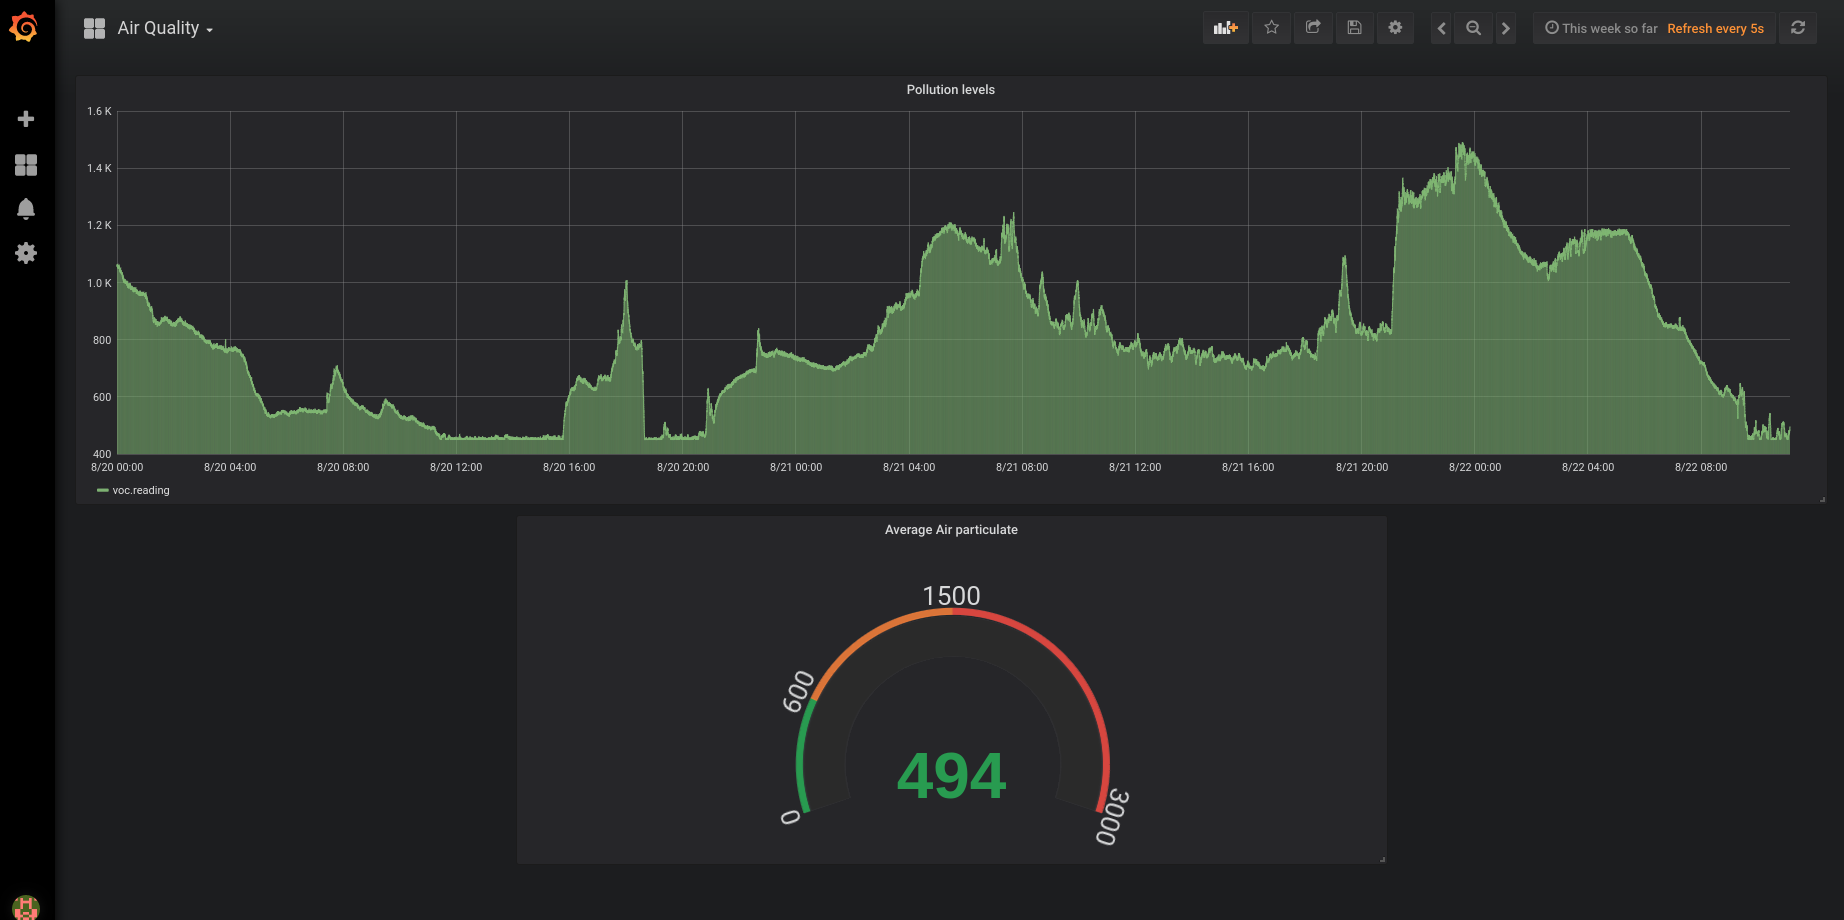 Air Quality
This week so far Refresh every 5s
Pollution levels
1.6 K
1.4 K
1.2 K
1.0 K
800
600
400
8/20 00:00 8/20 04:00 8/20 08:00 8/20 12:00 8/20 16:00 8/20 20:00 8/21 00:00 8/21 04:00 8/21 08:00 8/21 12:00 8/21 16:00 8/21 20:00 8/22 00:00 8/22 04:00 8/22 08:00
voc.reading
Average Air particulate
1500
600
494
0
3000